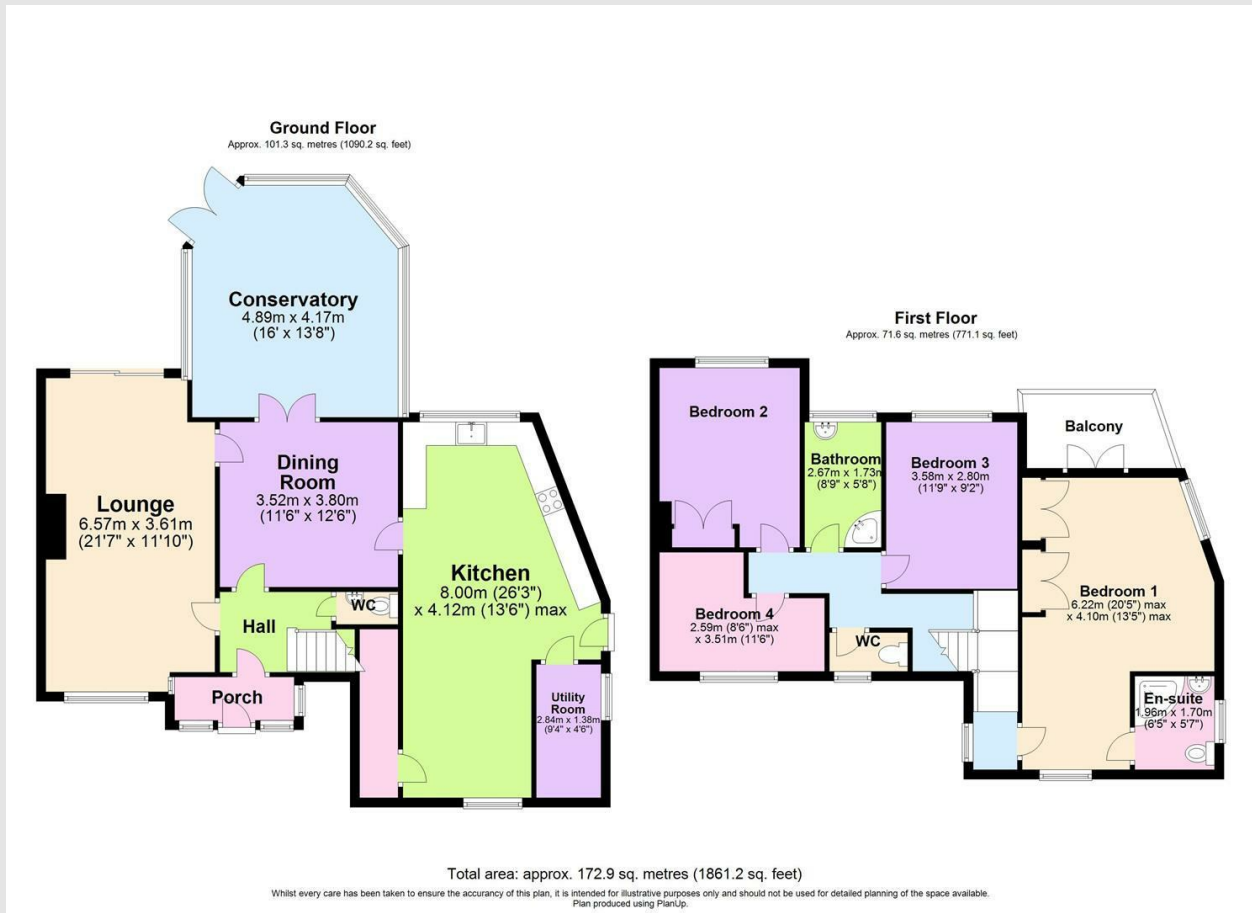 Ground Floor
Approx. 101.3 sq. metres (1090.2 sq. feet)
Conservatory
4.89m x 4.17m
(16' x 13'8")
Lounge
6.57m x 3.61m
(21'7" x 11'10")
Dining
Room
3.52m x 3.80m
(11'6" x 12'6")
Kitchen
8.00m (26'3")
x 4.12m (13'6") max
WC
Hall
Porch
Utility
Room
2.84m x 1.38m
(9'4" x 4'6")
First Floor
Approx. 71.6 sq. metres (771.1 sq. feet)
Bedroom 2
Bathroom
2.67m x 1.73m
(8'9" x 5'8")
Bedroom 3
3.58m x 2.80m
(11'9" x 9'2")
Balcony
Bedroom 1
6.22m (20'5") max
x 4.10m (13'5") max
Bedroom 4
2.59m (8'6") max
x 3.51m (11'6")
WC
En-suite
1.96m x 1.70m
(6'5" x 5'7")
Total area: approx. 172.9 sq. metres (1861.2 sq. feet)
Whilst every care has been taken to ensure the accurancy of this plan, it is intended for illustrative purposes only and should not be used for detailed planning of the space available.
Plan produced using PlanUp.